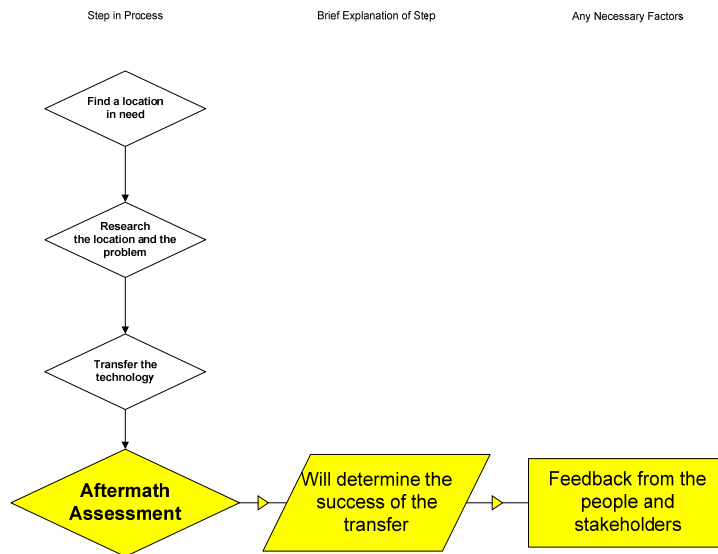 Step in Process
Brief Explanation of Step
Any Necessary Factors
Find a location
in need
Research
the location and the
problem
Transfer the
technology
Aftermath
Assessment
Will determine the
success of the
transfer
Feedback from the
people and
stakeholders